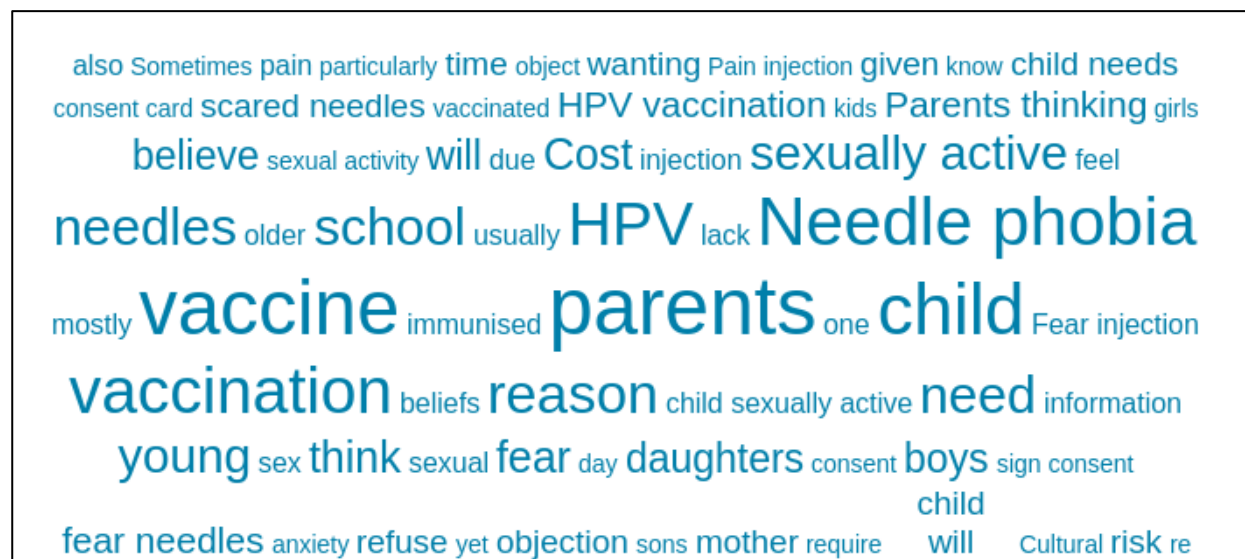 also Sometimes pain particularly time object wanting Pain injection given know child needs
consent card scared needles vaccinated HPV vaccination kids Parents thinking girls
believe sexual activity will due Cost injection sexually active feel
needles older school usually HPV lack Needle phobia
mostly vaccine immunised parents one child Fear injection
vaccination beliefs reason child sexually active need information
young sex think sexual fear day daughters consent boys sign consent
child
fear needles anxiety refuse yet objection sons mother require will Cultural risk re